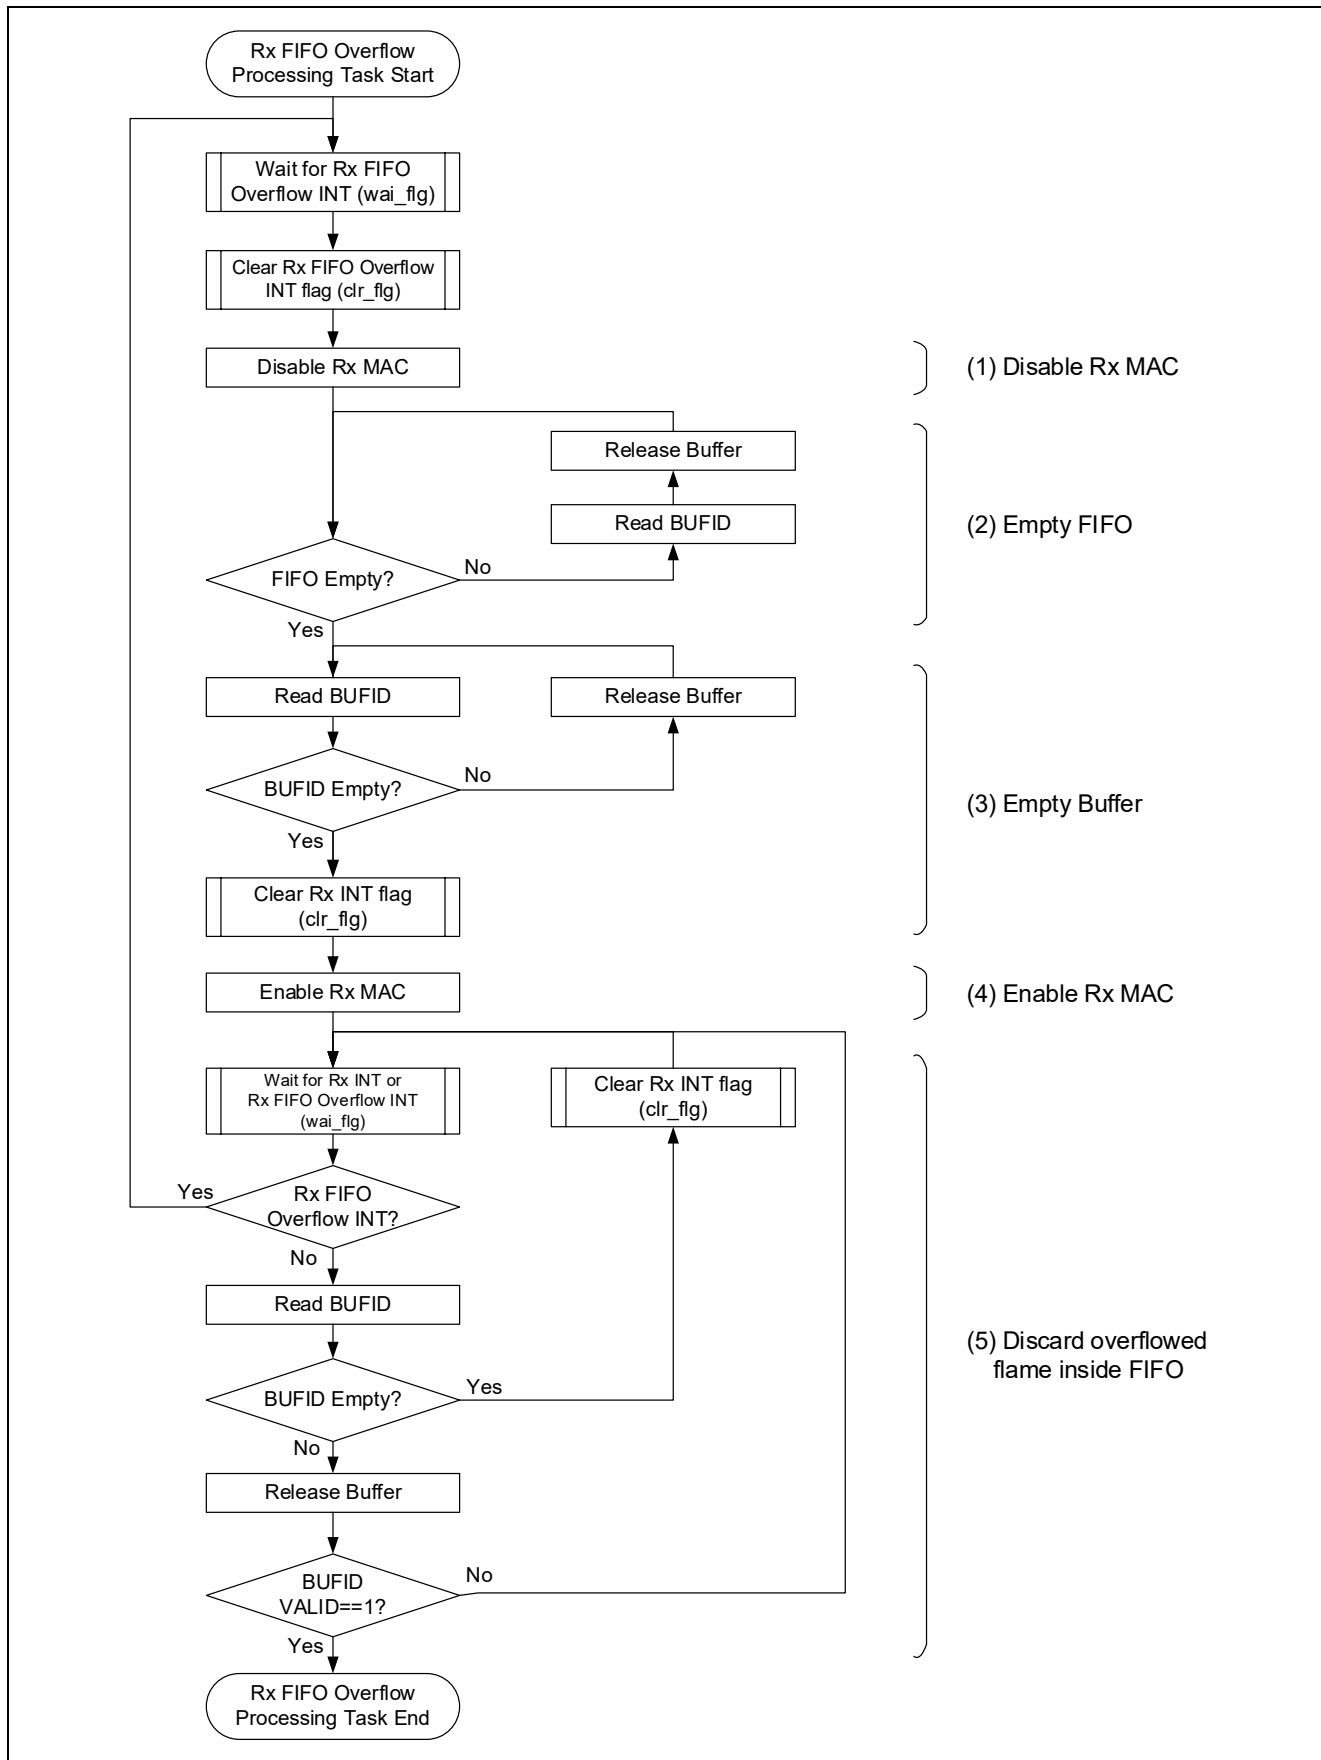 Rx FIFO Overflow
Processing Task Start
Wait for Rx FIFO
Overflow INT (wai_flg)
Clear Rx FIFO Overflow
INT flag (clr_flg)
Disable Rx MAC
(1) Disable Rx MAC
Release Buffer
Read BUFID
(2) Empty FIFO
FIFO Empty?
No
Yes
Read BUFID
Release Buffer
BUFID Empty?
No
(3) Empty Buffer
Yes
Clear Rx INT flag
(clr_flg)
Enable Rx MAC
(4) Enable Rx MAC
Wait for Rx INT or
Rx FIFO Overflow INT
(wai_flg)
Clear Rx INT flag
(clr_flg)
Yes
Rx FIFO
Overflow INT?
No
Read BUFID
(5) Discard overflowed
flame inside FIFO
BUFID Empty?
Yes
No
Release Buffer
BUFID
VALID==1?
No
Yes
Rx FIFO Overflow
Processing Task End